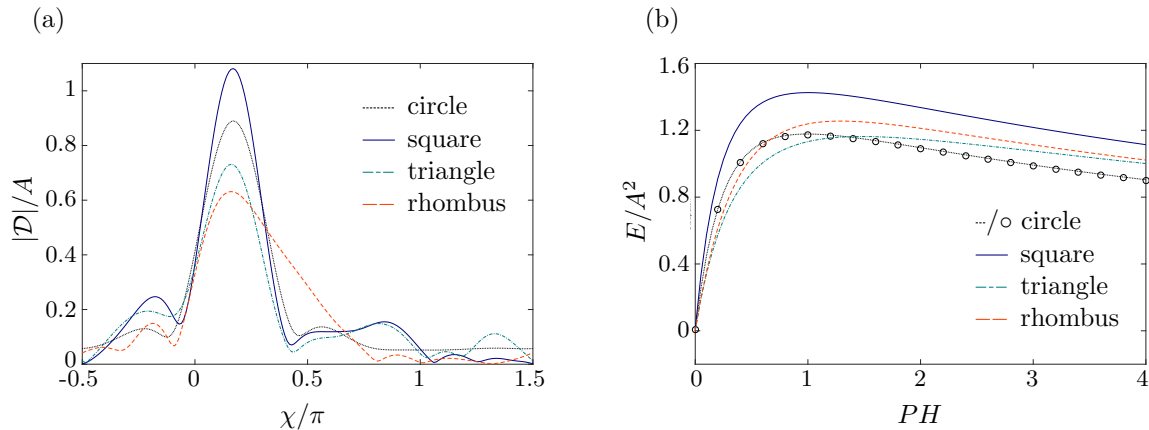 (a)
|𝒟|/A
1
0.8
0.6
0.4
0.2
0
-0.5
0
0.5
1
1.5
χ/π
circle
square
triangle
rhombus
(b)
E/A²
1.6
1.2
0.8
0.4
0
0
1
2
3
4
PH
/ circle
square
triangle
rhombus